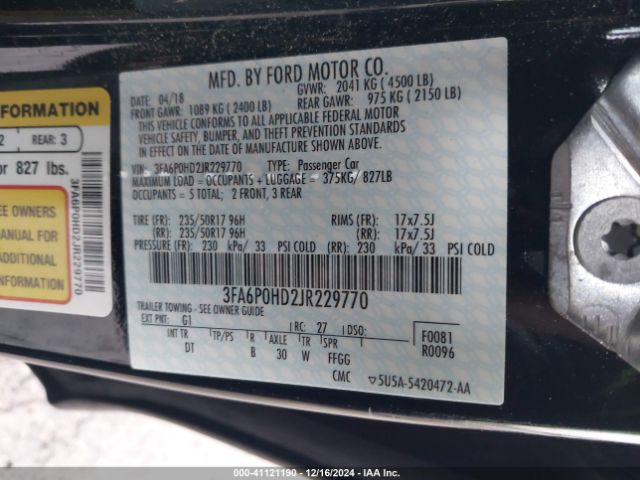 FORMATION
2
REAR: 3
or 827 lbs.
EE OWNERS
MANUAL FOR
ADDITIONAL
INFORMATION
3FA6P0HD2JR229770
MFD. BY FORD MOTOR CO.
DATE: 04/18
GVWR: 2041 KG ( 4500 LB)
FRONT GAWR: 1089 KG ( 2400 LB)
REAR GAWR: 975 KG ( 2150 LB)
THIS VEHICLE CONFORMS TO ALL APPLICABLE FEDERAL MOTOR
VEHICLE SAFETY, BUMPER, AND THEFT PREVENTION STANDARDS
IN EFFECT ON THE DATE OF MANUFACTURE SHOWN ABOVE.
VIN: 3FA6P0HD2JR229770 TYPE: Passenger Car
MAXIMUM LOAD = OCCUPANTS + LUGGAGE = 375KG/ 827LB
OCCUPANTS = 5 TOTAL; 2 FRONT, 3 REAR
TIRE (FR): 235/50R17 96H RIMS (FR): 17x7.5J
(RR): 235/50R17 96H (RR): 17x7.5J
PRESSURE (FR): 230 kPa/ 33 PSI COLD (RR): 230 kPa/ 33 PSI COLD
3FA6P0HD2JR229770
TRAILER TOWING - SEE OWNER GUIDE
EXT PNT: G1 RC: 27 DSO: F0081
INT TR TP/PS R AXLE TR SPR R0096
DT B 30 W FFGG
CMC 5U5A-5420472-AA
000-41121190 - 12/16/2024 - IAA Inc.